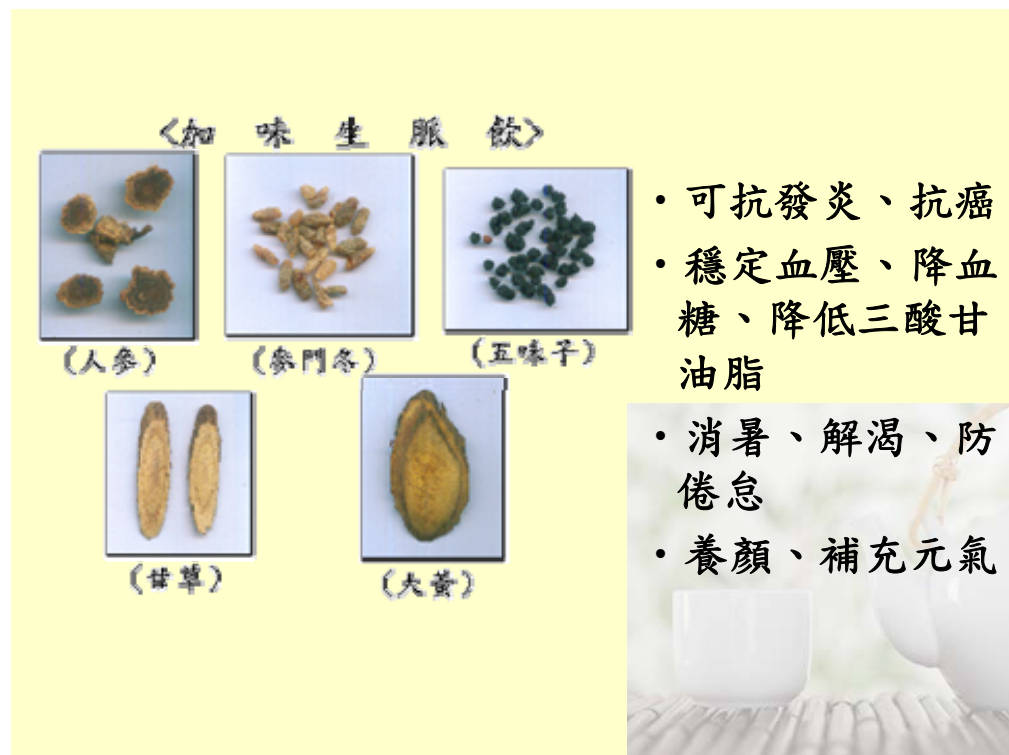 <加味生脈飲>
(人參)
(麥門冬)
(五味子)
(甘草)
(大黃)
・可抗發炎、抗癌
・穩定血壓、降血
糖、降低三酸甘
油脂
・消暑、解渴、防
倦怠
・養顏、補充元氣